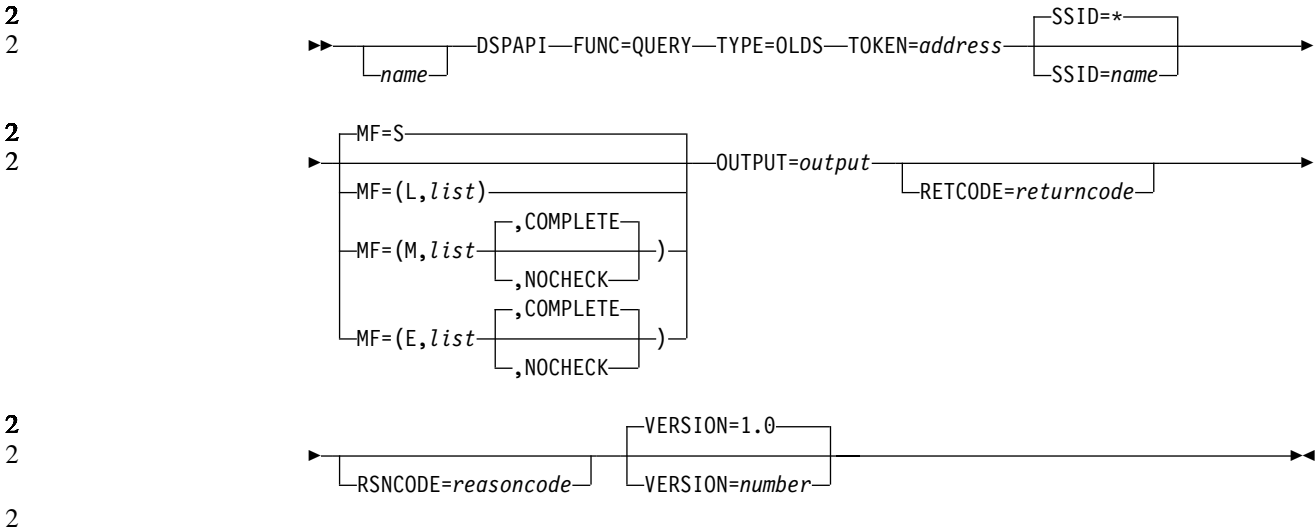 2 SSID=*
2 name DSPAPI FUNC=QUERY TYPE=OLDS TOKEN=address SSID=name
2 MF=S
2 OUTPUT=output RETCODE=returncode
MF=(L,list)
,COMPLETE
MF=(M,list )
,NOCHECK
,COMPLETE
MF=(E,list )
,NOCHECK
2 VERSION=1.0
2 RSNCODE=reasoncode VERSION=number
2